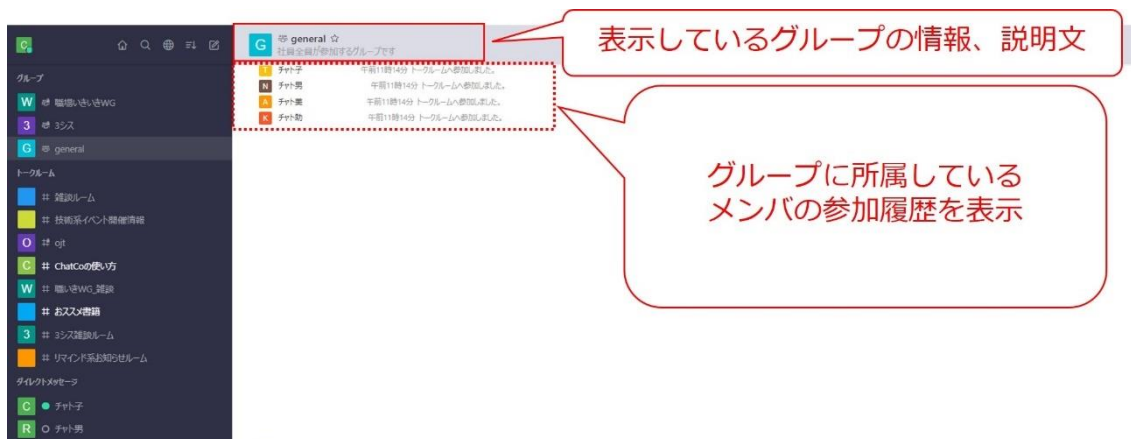 C
グループ
W 職場いきいきWG
3 3シス
G general
トークルーム
# 雑談ルーム
# 技術系イベント開催情報
O # ojt
C # ChatCoの使い方
W # 職いきWG_雑談
# おススメ書籍
3 # 3シス雑談ルーム
# リマインド系お知らせルーム
ダイレクトメッセージ
C チャト子
R チャト男
G general
社員全員が参加するグループです
T チャト子 午前11時14分 トークルームへ参加しました。
N チャト男 午前11時14分 トークルームへ参加しました。
A チャト美 午前11時14分 トークルームへ参加しました。
K チャト助 午前11時14分 トークルームへ参加しました。
表示しているグループの情報、説明文
グループに所属している
メンバの参加履歴を表示